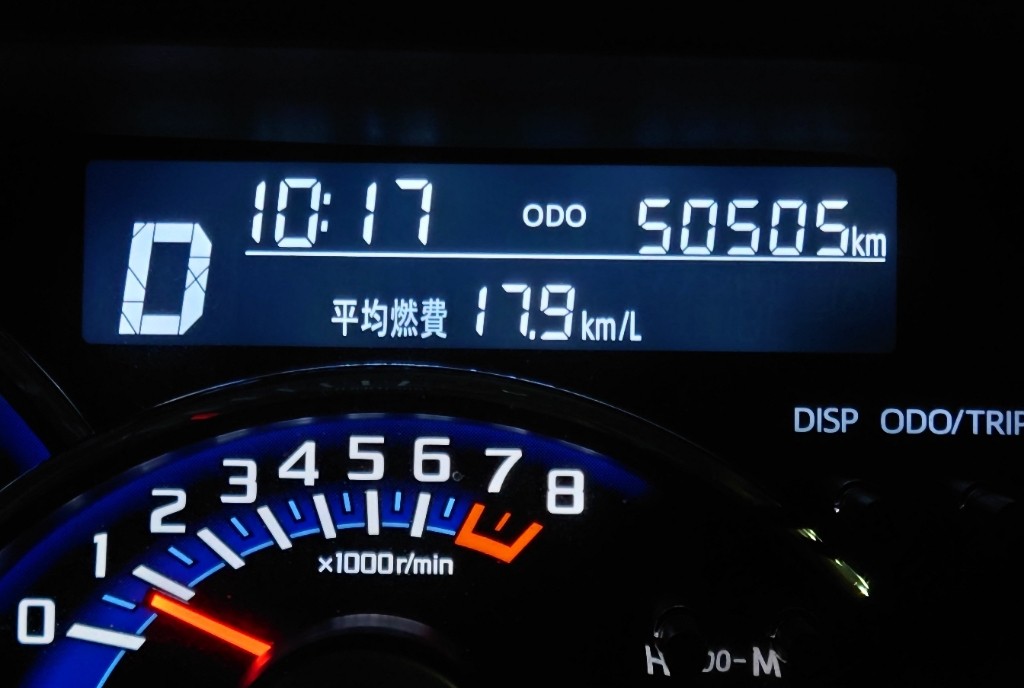 10:17 ODO 50505km
D
平均燃費 17.9km/L
DISP ODO/TRIP
0 1 2 3 4 5 6 7 8
×1000r/min